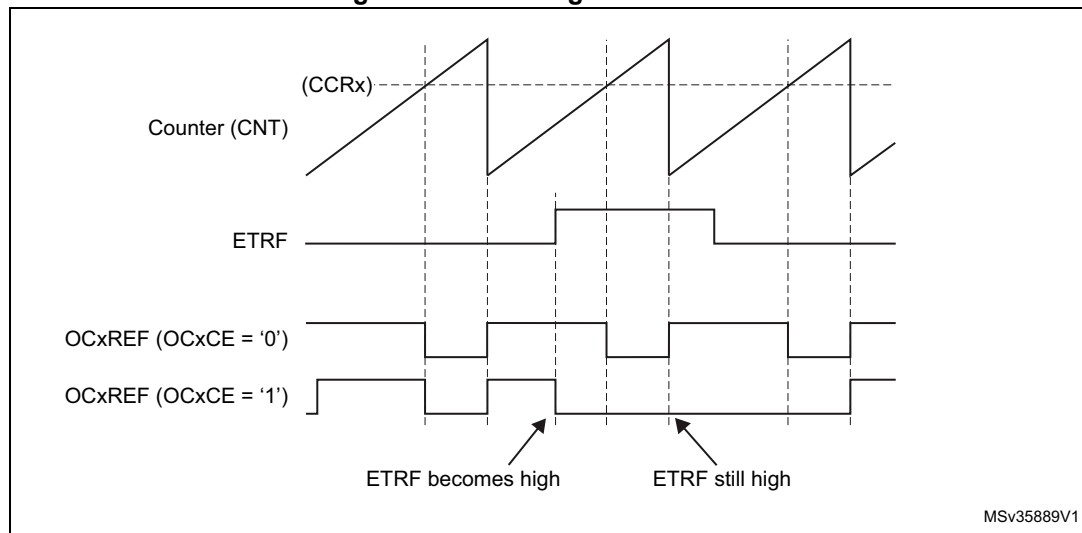 (CCRx)
Counter (CNT)
ETRF
OCxREF (OCxCE = ‘0’)
OCxREF (OCxCE = ‘1’)
ETRF becomes high
ETRF still high
MSv35889V1